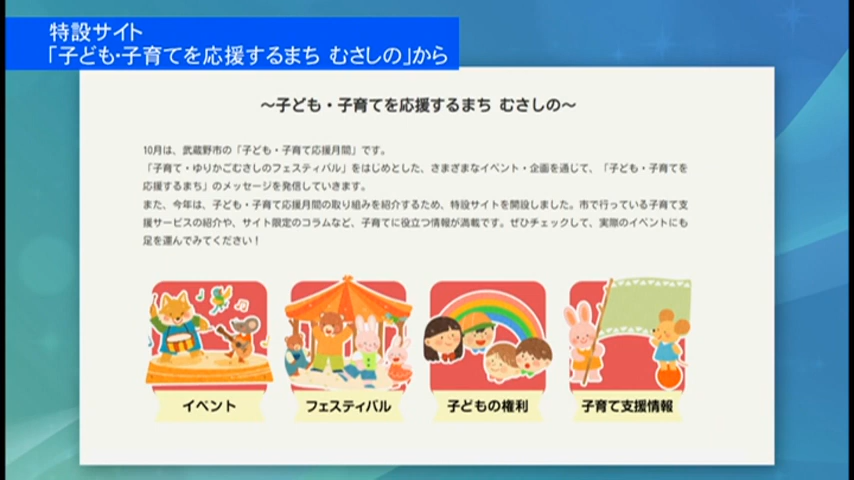 特設サイト
「子ども・子育てを応援するまち むさしの」から
～子ども・子育てを応援するまち むさしの～
10月は、武蔵野市の「子ども・子育て応援月間」です。
「子育て・ゆりかごむさしのフェスティバル」をはじめとした、さまざまなイベント・企画を通じて、「子ども・子育てを
応援するまち」のメッセージを発信していきます。
また、今年は、子ども・子育て応援月間の取り組みを紹介するため、特設サイトを開設しました。市で行っている子育て支
援サービスの紹介や、サイト限定のコラムなど、子育てに役立つ情報が満載です。ぜひチェックして、実際のイベントにも
足を運んでみてください！
イベント
フェスティバル
子どもの権利
子育て支援情報